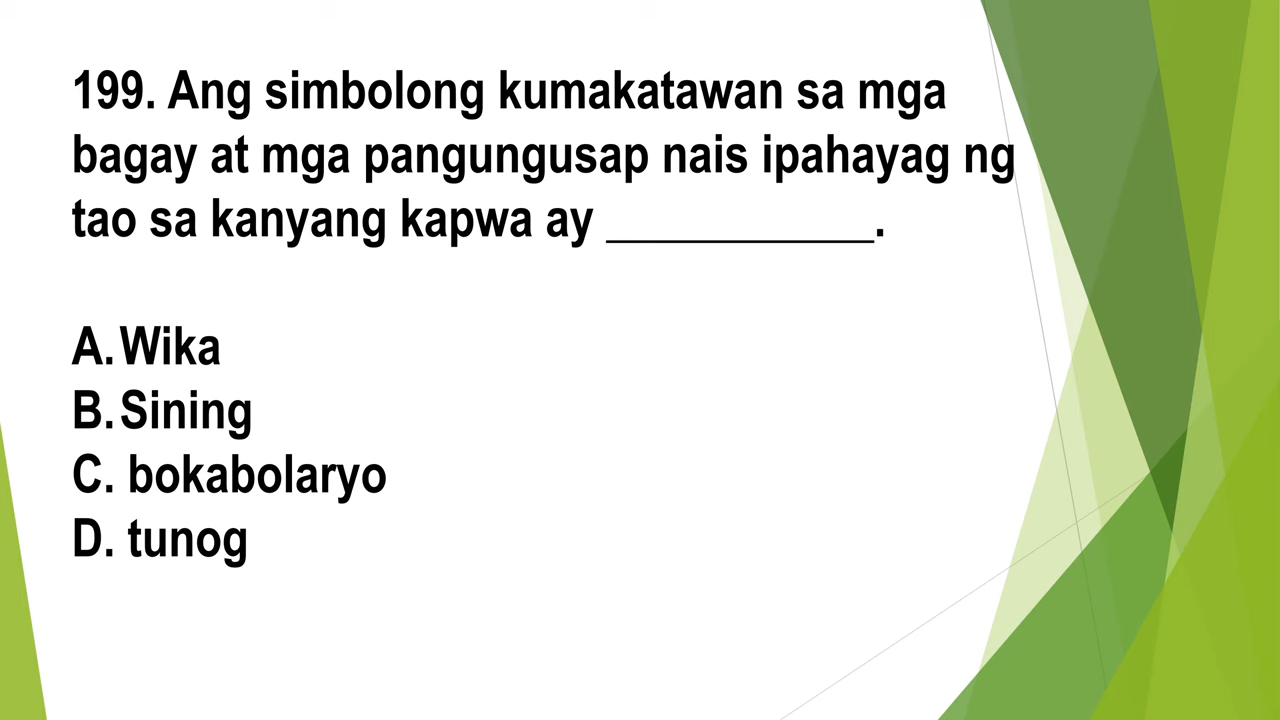 199. Ang simbolong kumakatawan sa mga
bagay at mga pangungusap nais ipahayag ng
tao sa kanyang kapwa ay ____________.
A. Wika
B. Sining
C. bokabolaryo
D. tunog